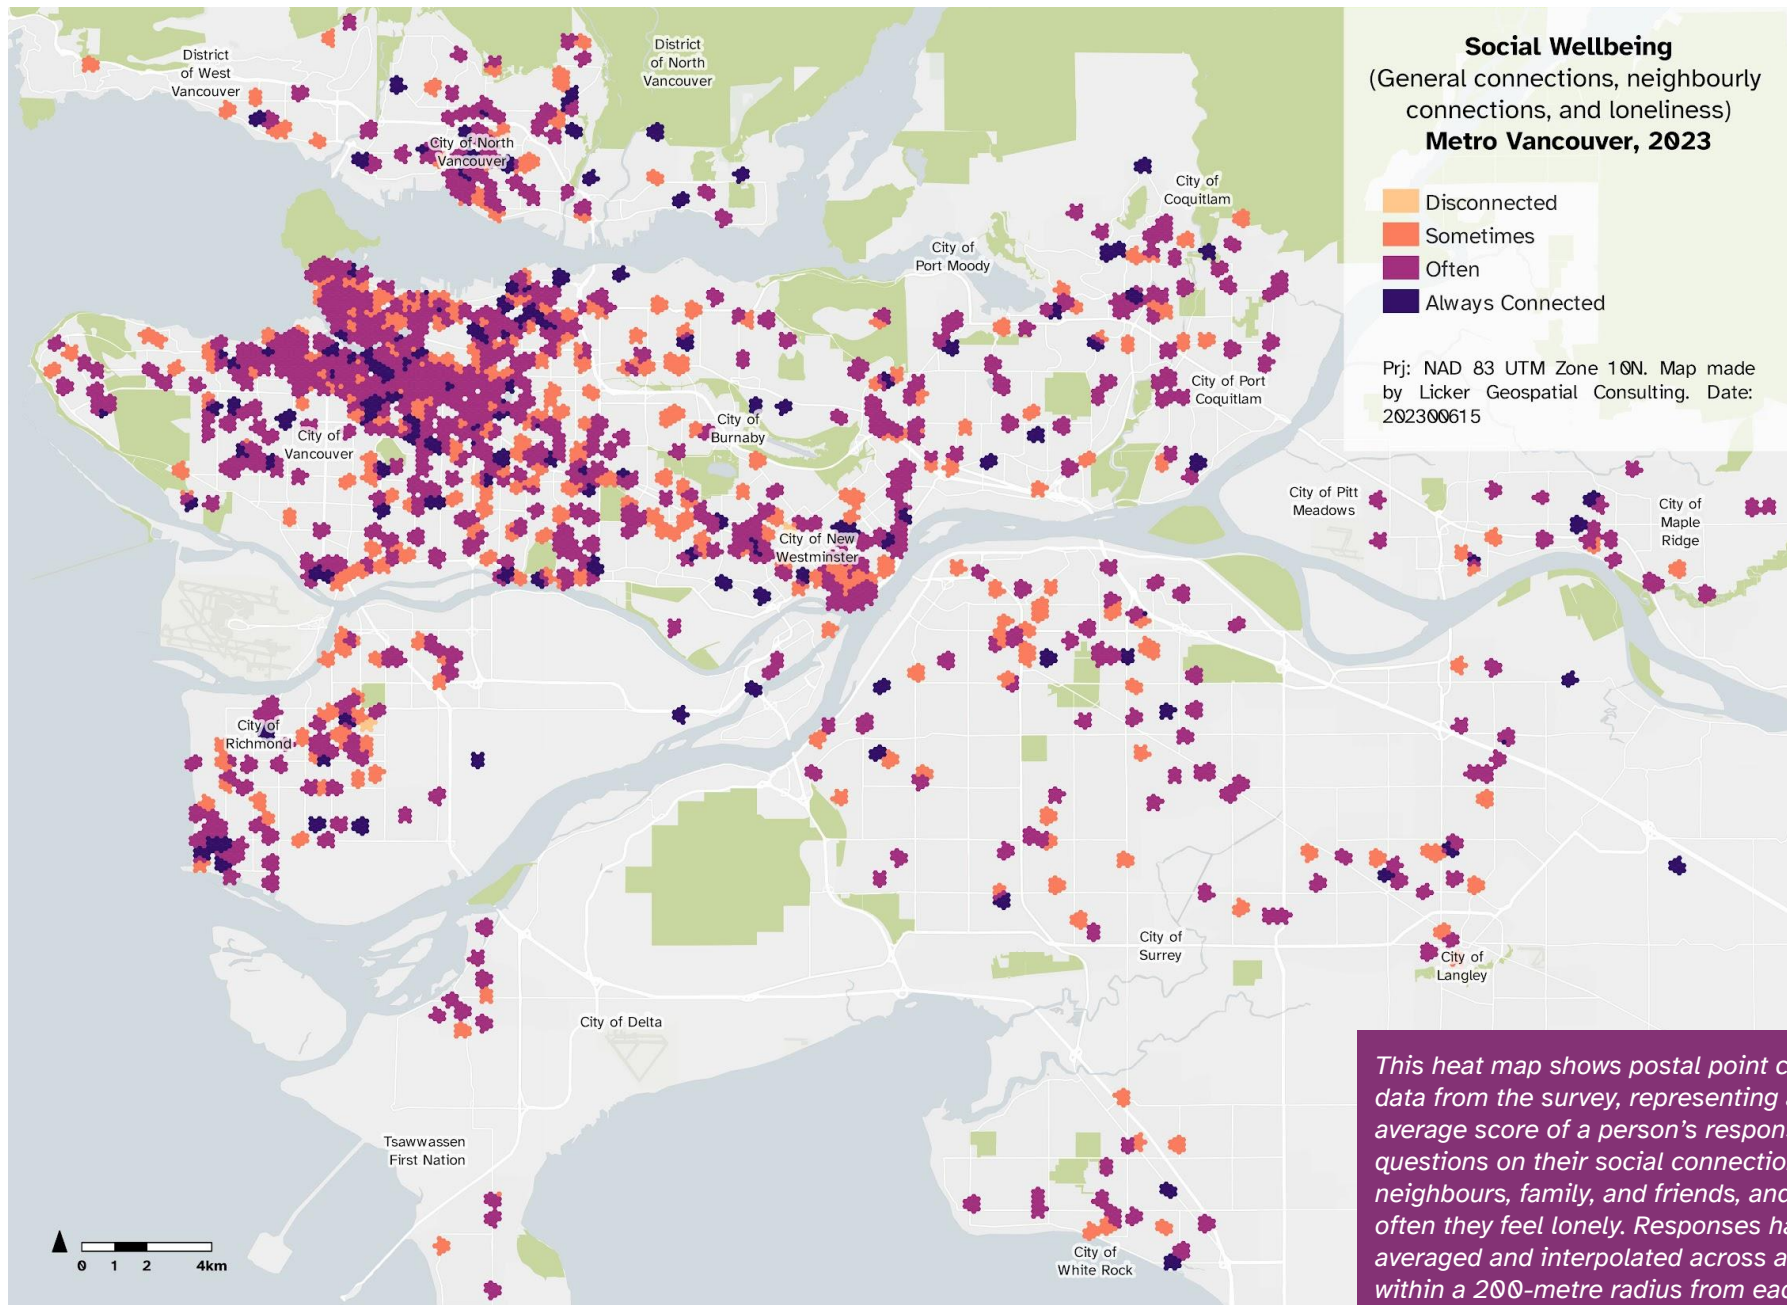 Social Wellbeing
(General connections, neighbourly
connections, and loneliness)
Metro Vancouver, 2023
Disconnected
Sometimes
Often
Always Connected
Prj: NAD 83 UTM Zone 10N. Map made
by Licker Geospatial Consulting. Date:
202300615
District
of West
Vancouver
District
of North
Vancouver
City of North
Vancouver
City of
Coquitlam
City of
Port Moody
City of Port
Coquitlam
City of
Burnaby
City of
Vancouver
City of Pitt
Meadows
City of
Maple
Ridge
City of New
Westminster
City of
Richmond
City of
Surrey
City of
Langley
City of Delta
Tsawwassen
First Nation
City of
White Rock
0 1 2 4km
This heat map shows postal point
data from the survey, representing
average score of a person's
questions on their social
neighbours, family, and friends, and
often they feel lonely. Responses
averaged and interpolated across
within a 200-metre radius from